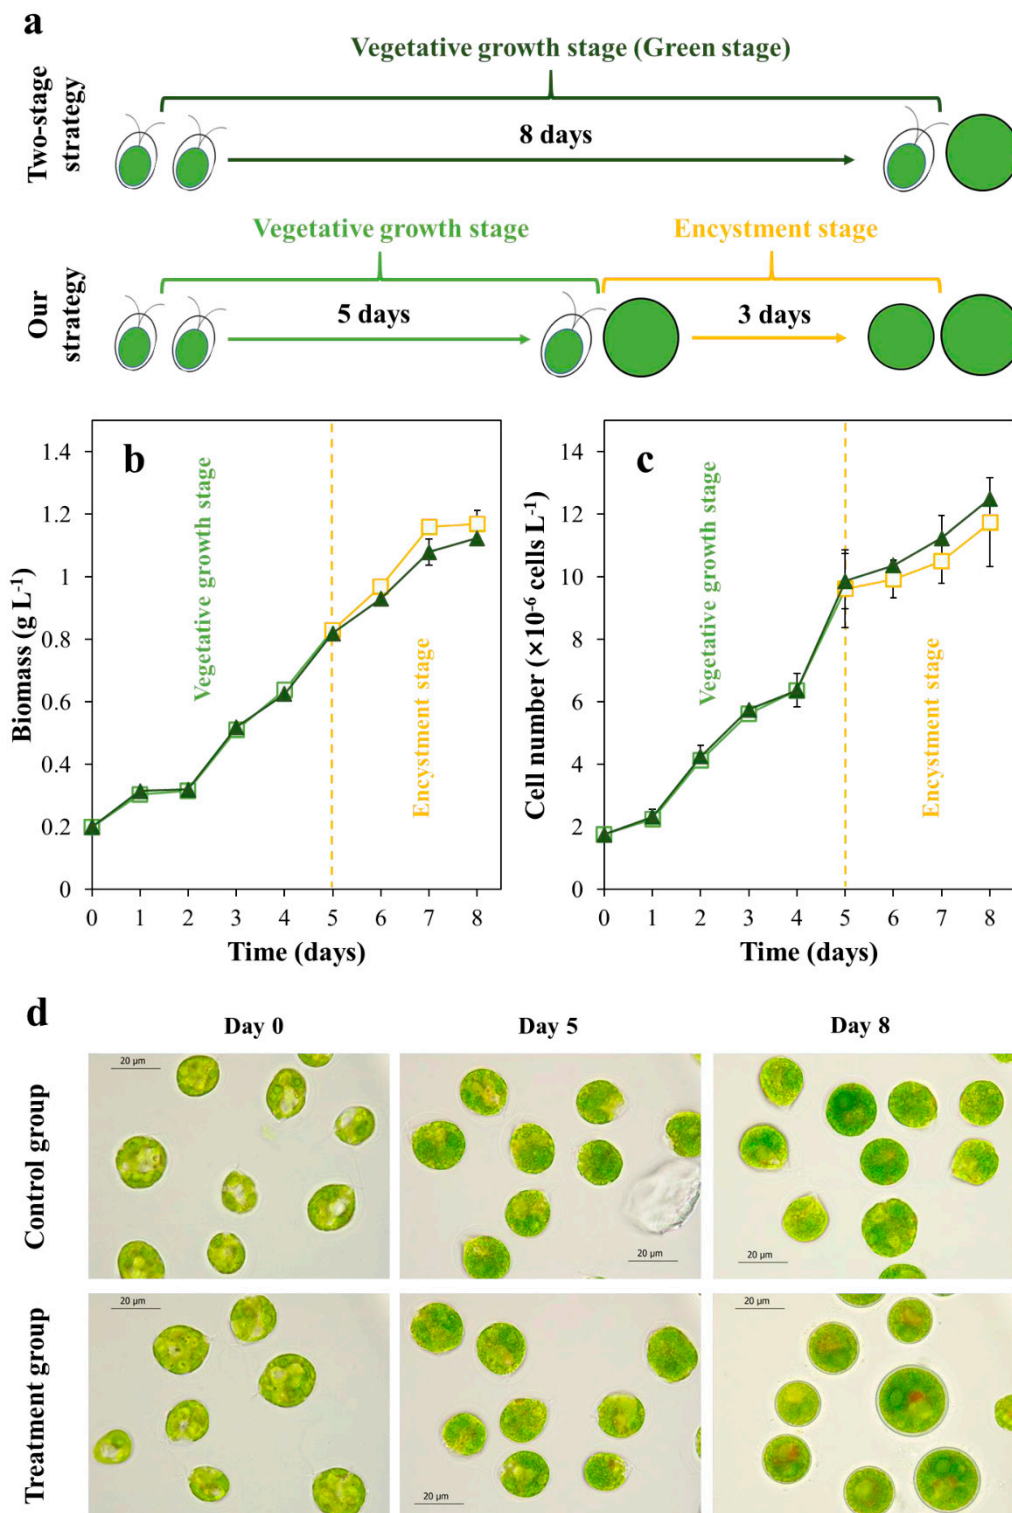 a
Two-stage
strategy
Vegetative growth stage (Green stage)
8 days
Our
strategy
Vegetative growth stage
Encystment stage
5 days
3 days
b
Biomass (g L⁻¹)
1.4
1.2
1
0.8
0.6
0.4
0.2
0
Vegetative growth stage
Encystment stage
0 1 2 3 4 5 6 7 8
Time (days)
c
Cell number (×10⁻⁶ cells L⁻¹)
14
12
10
8
6
4
2
0
Vegetative growth stage
Encystment stage
0 1 2 3 4 5 6 7 8
Time (days)
d
Day 0 Day 5 Day 8
Control group
20 µm
20 µm
20 µm
Treatment group
20 µm
20 µm
20 µm